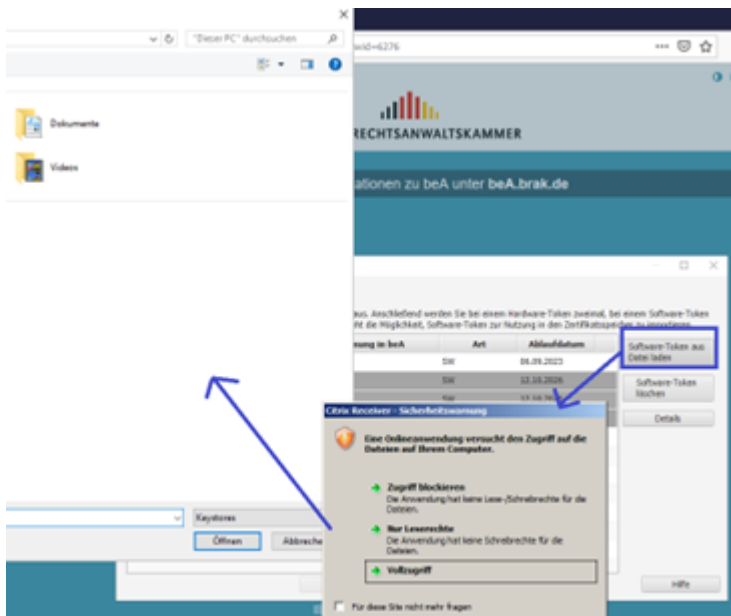 "Dieser PC" durchsuchen
Dokumente
Videos
Keystores
Öffnen
Abbreche
wid=6276
RECHTSANWALTSKAMMER
ationen zu beA unter beA.brak.de
aus. Anschließend werden Sie bei einem Hardware-Token zweimal, bei einem Software-Token
ht die Möglichkeit, Software-Token zur Nutzung in den Zertifikatsspeicher zu importieren.
nung in beA Art Ablaufdatum
SW 06.09.2023
SW 12.10.2026
SW
Software-Token aus
Datei laden
Software-Token
löschen
Details
Citrix Receiver - Sicherheitswarnung
Eine Onlineanwendung versucht den Zugriff auf die
Dateien auf Ihrem Computer.
Zugriff blockieren
Die Anwendung hat keine Lese-/Schreibrechte für die
Dateien.
Nur Leserechte
Die Anwendung hat keine Schreibrechte für die
Dateien.
Vollzugriff
Für diese Site nicht mehr fragen
Hilfe